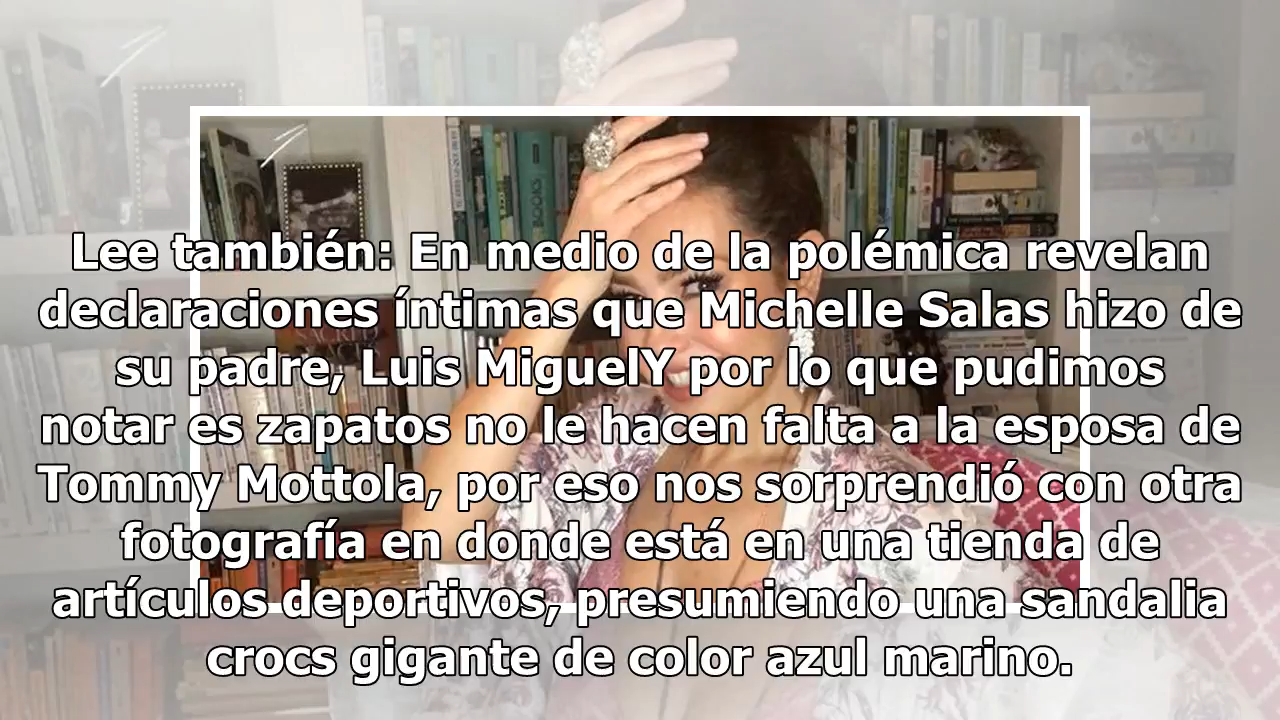 Lee también: En medio de la polémica revelan
declaraciones íntimas que Michelle Salas hizo de
su padre, Luis MiguelY por lo que pudimos
notar es zapatos no le hacen falta a la esposa de
Tommy Mottola, por eso nos sorprendió con otra
fotografía en donde está en una tienda de
artículos deportivos, presumiendo una sandalia
crocs gigante de color azul marino.